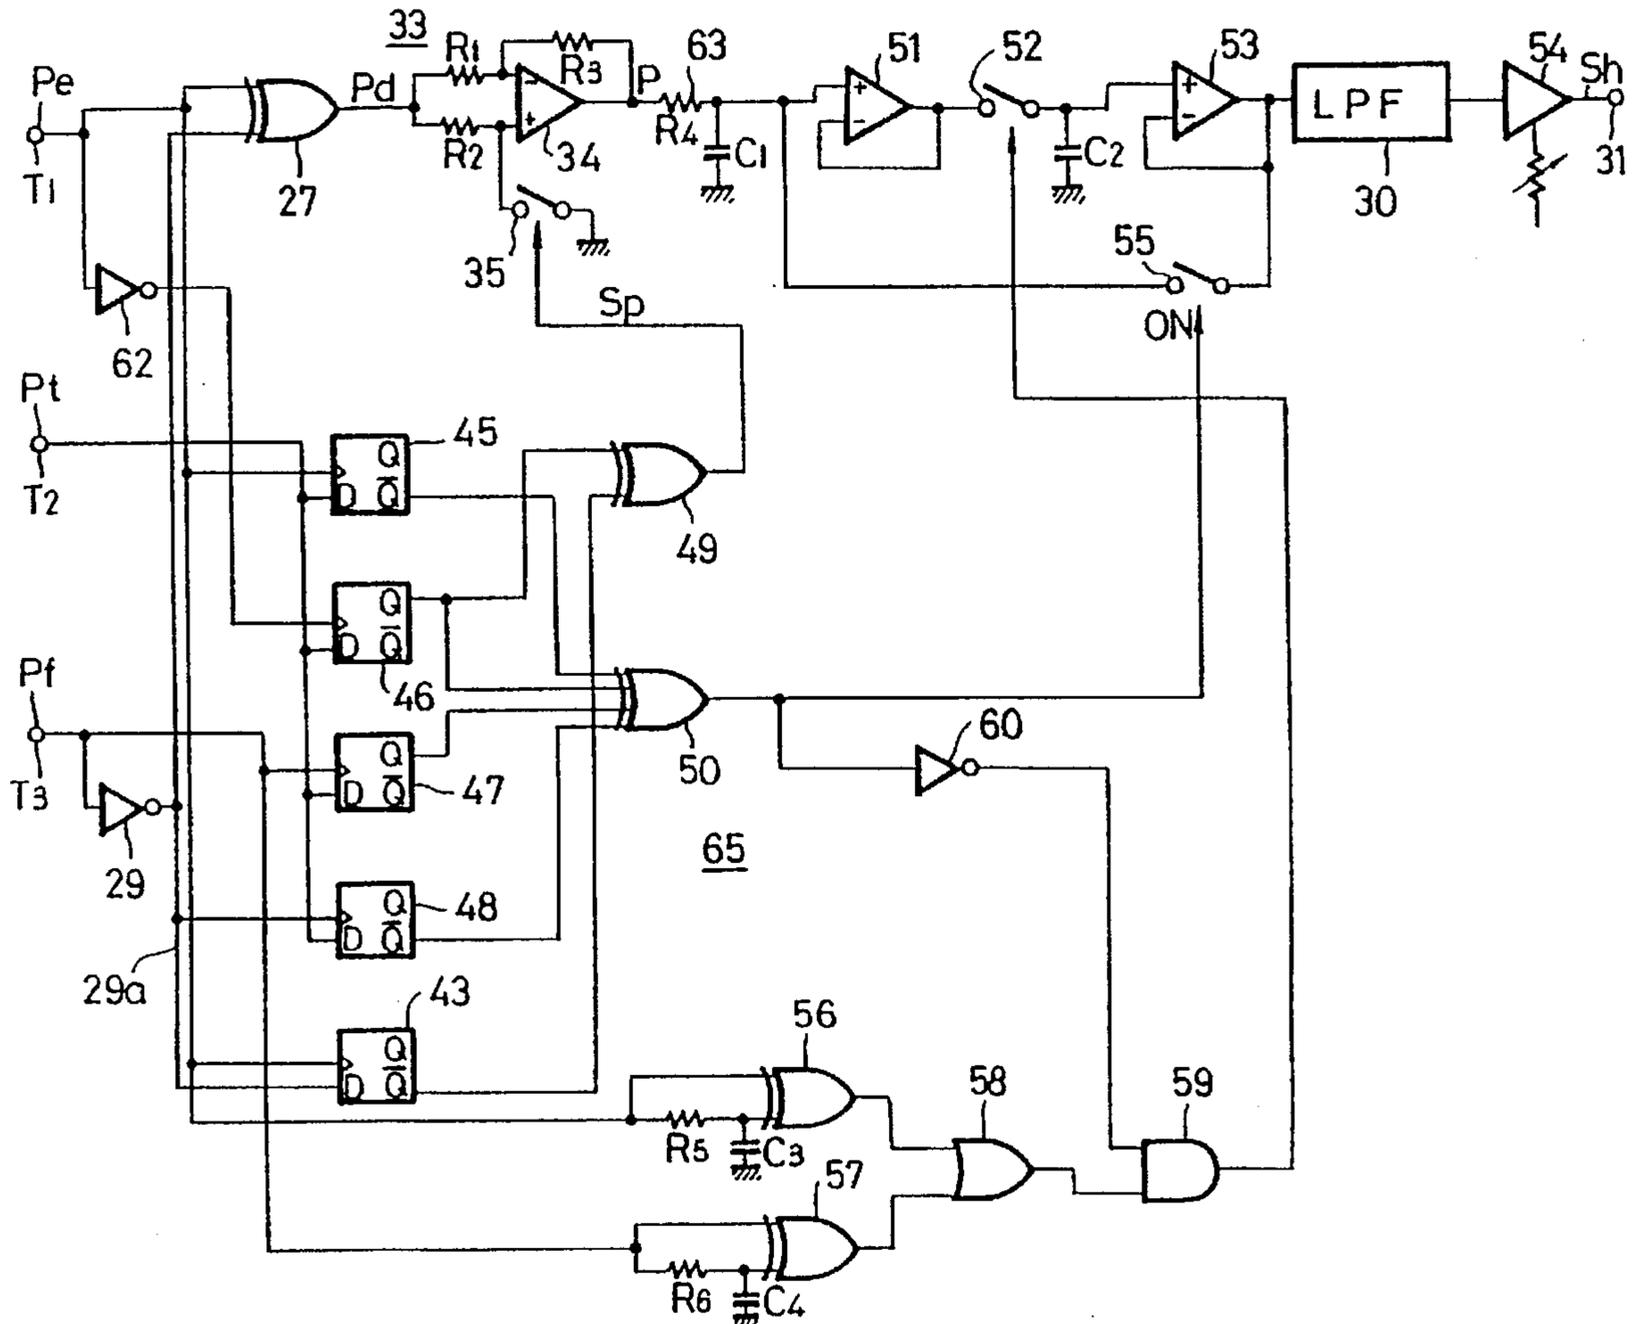 33
R1
R3
63
51
52
53
54
Sh
Pe
Pd
P
-
+
R2
34
R4
C1
+
-
C2
+
-
LPF
30
31
T1
27
35
55
ON
Sp
62
Pt
T2
45
Q
D Q̅
49
46
Q
D Q̅
50
Pf
T3
47
Q
D Q̅
60
29
65
48
Q
D Q̅
29a
43
Q
D Q̅
56
58
59
R5
C3
57
R6
C4